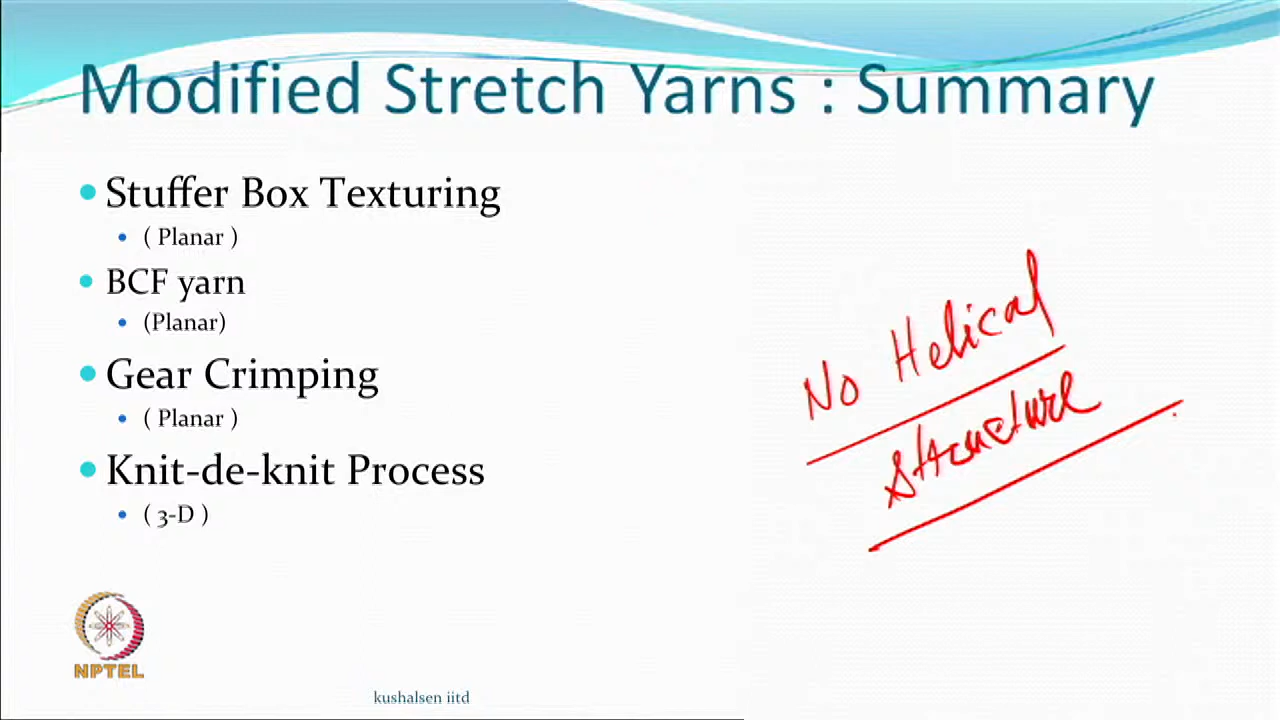 Modified Stretch Yarns : Summary
• Stuffer Box Texturing
• ( Planar )
• BCF yarn
• (Planar)
• Gear Crimping
• ( Planar )
• Knit-de-knit Process
• ( 3-D )
No Helical
Structure
NPTEL
kushalsen iitd